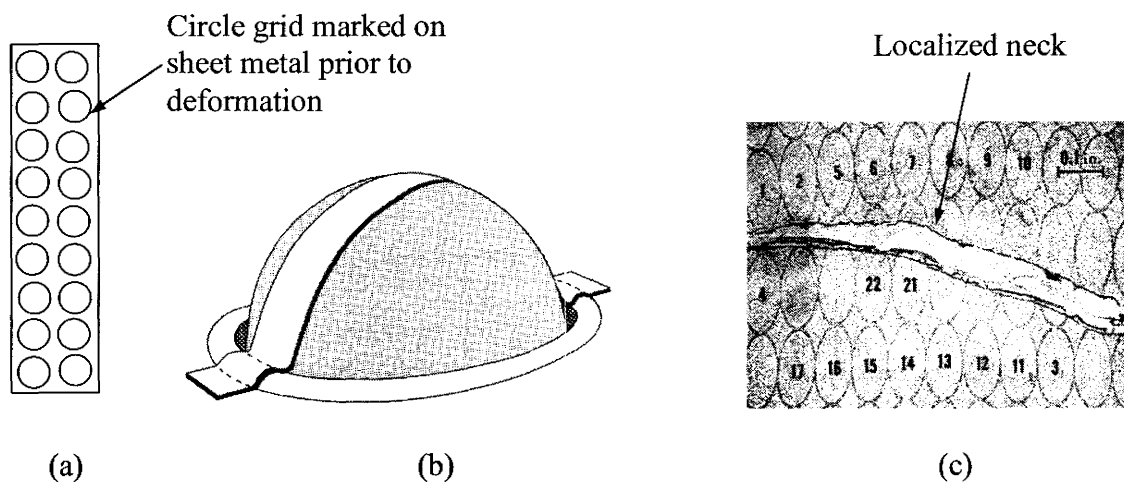 Circle grid marked on
sheet metal prior to
deformation
Localized neck
1 2 5 6 7 8 9 10 0.1 in.
4 22 21
17 16 15 14 13 12 11 3
(a) (b) (c)